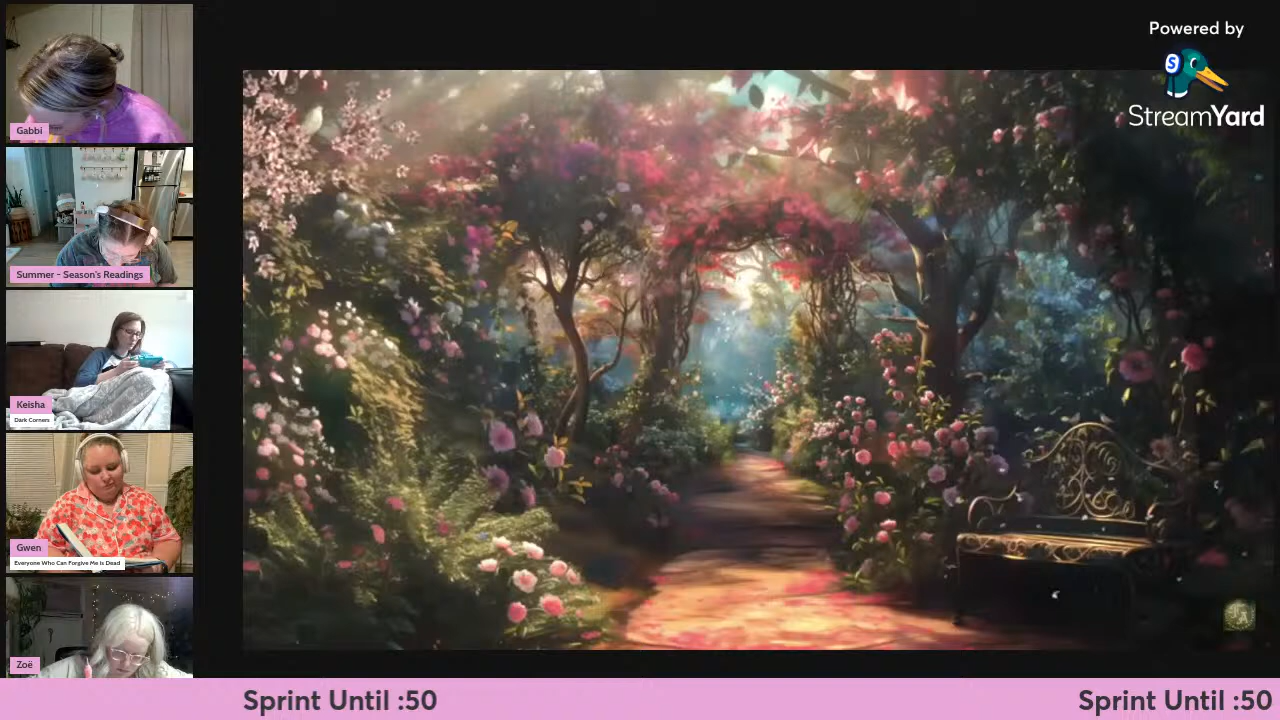 Powered by
S
StreamYard
Gabbi
Summer - Season's Readings
Keisha
Dark Corners
Gwen
Everyone Who Can Forgive Me Is Dead
Zoë
Sprint Until :50
Sprint Until :50